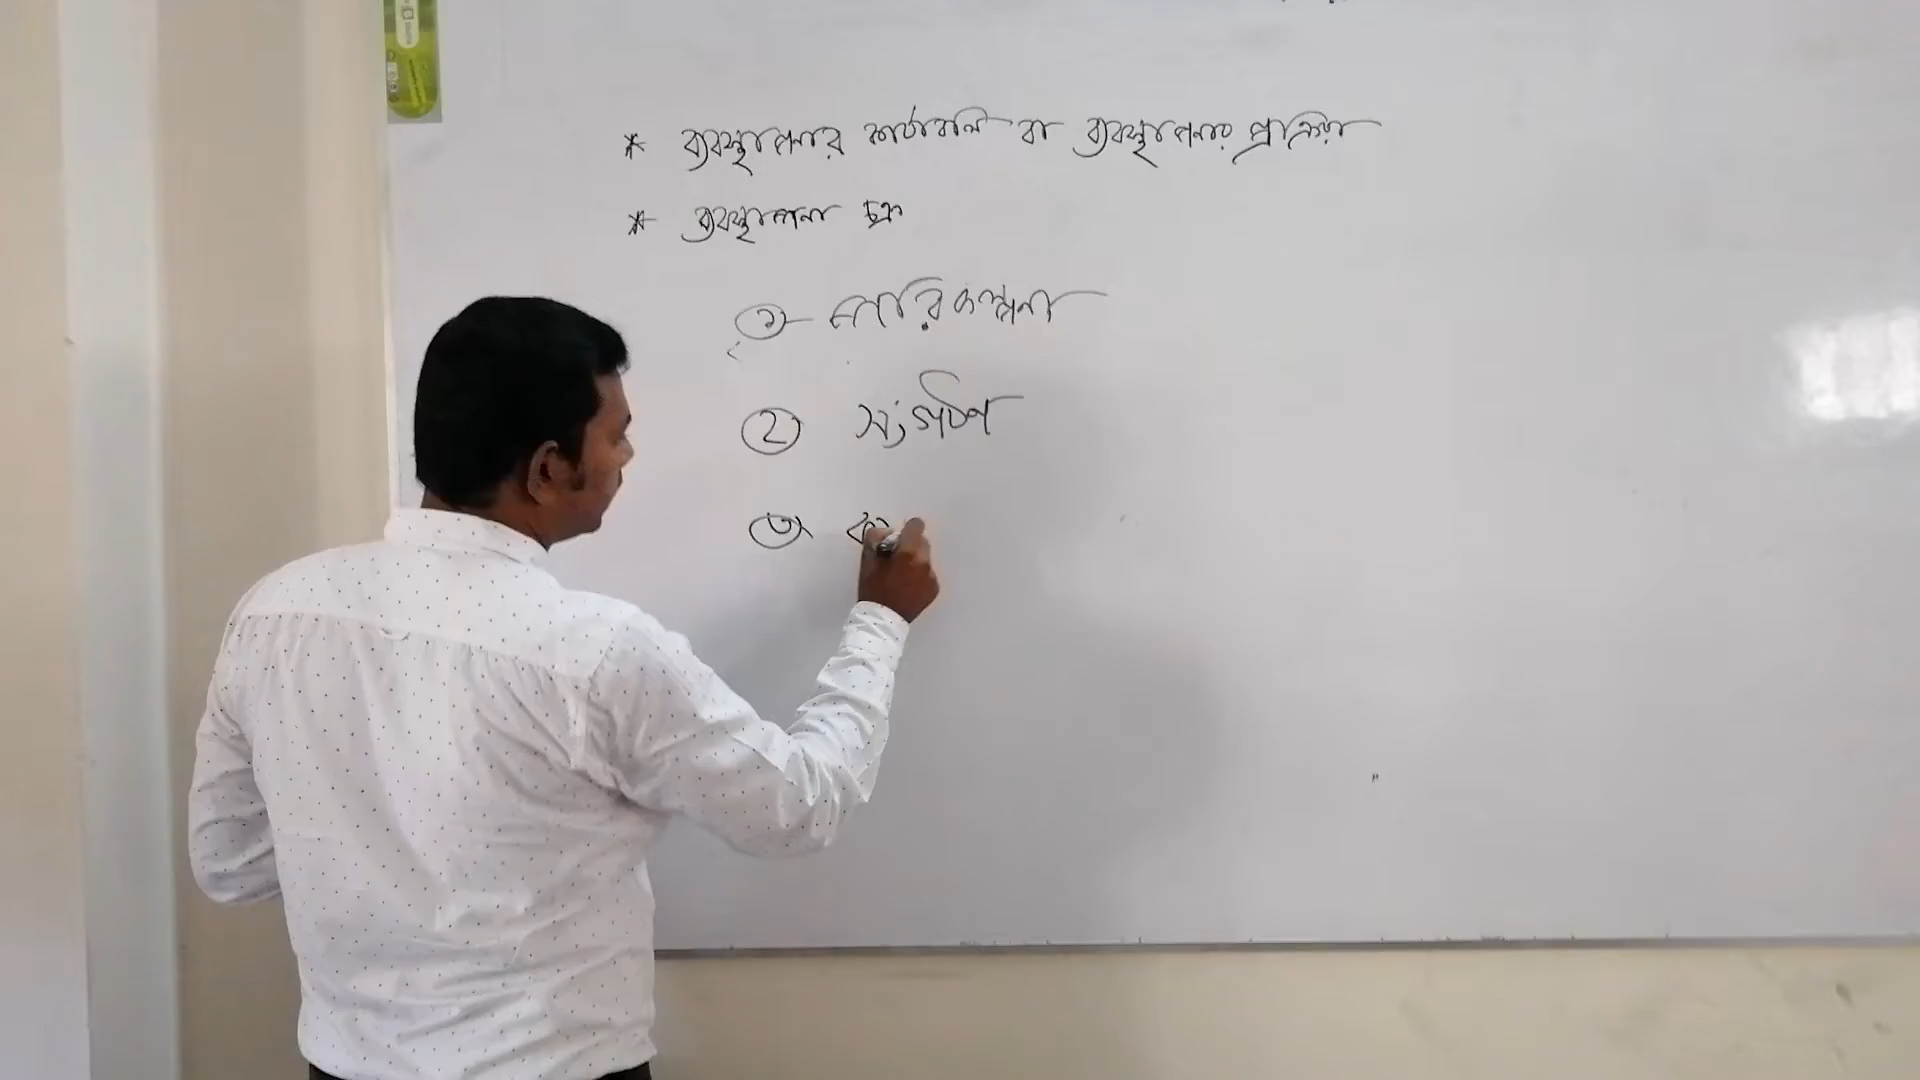 * ব্যবস্থাপনার কার্যাবলি বা ব্যবস্থাপনার প্রক্রিয়া
* ব্যবস্থাপনা চক্র
১ পরিকল্পনা
২ সংগঠন
৩